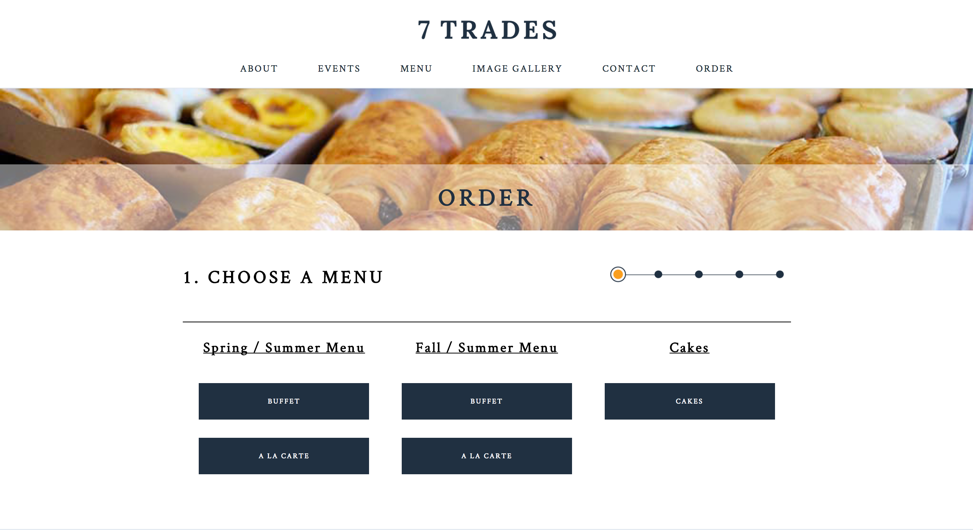 7 TRADES
ABOUT EVENTS MENU IMAGE GALLERY CONTACT ORDER
ORDER
1. CHOOSE A MENU
Spring / Summer Menu Fall / Summer Menu Cakes
BUFFET BUFFET CAKES
A LA CARTE A LA CARTE